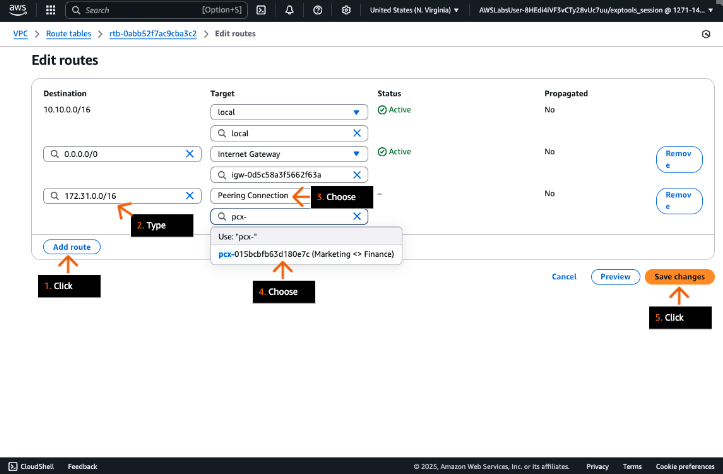 aws
Search
[Option+S]
United States (N. Virginia)
AWSLabsUser-8HEdi4iVF3vCTy28vUc7uu/exptools_session @ 1271-14...
VPC > Route tables > rtb-0abb52f7ac9cba3c2 > Edit routes
Edit routes
Destination
Target
Status
Propagated
10.10.0.0/16
local
Active
No
local
0.0.0.0/0
Internet Gateway
Active
No
Remove
igw-0d5c58a3f5662f63a
172.31.0.0/16
Peering Connection
3. Choose
–
No
Remove
2. Type
pcx-
Use: "pcx-"
Add route
pcx-015bcbfb63d180e7c (Marketing <> Finance)
1. Click
4. Choose
Cancel
Preview
Save changes
5. Click
CloudShell
Feedback
© 2025, Amazon Web Services, Inc. or its affiliates.
Privacy
Terms
Cookie preferences